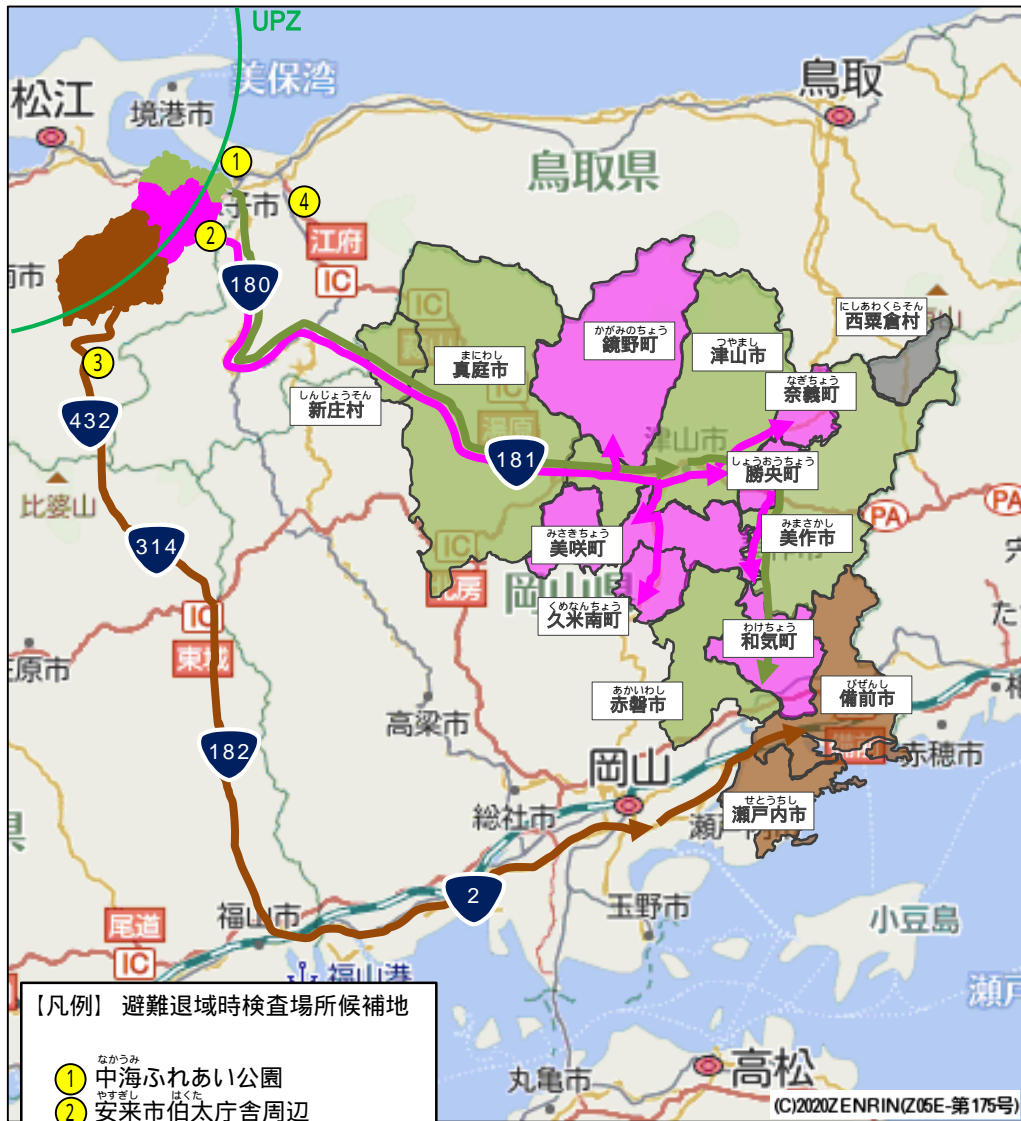 UPZ
美保湾
松江
境港市
鳥取
鳥取県
①
子市
④
②
江府
IC
南市
180
IC
にしあわくらそん
西粟倉村
かがみのちょう
鏡野町
つやまし
津山市
まにわし
真庭市
なぎちょう
奈義町
③
しんじょうそん
新庄村
432
湯原
津山市
181
しょうおうちょう
勝央町
比婆山
PA
PA
みさきちょう
美咲町
みまさかし
美作市
314
IC
北房
岡山県
くめなんちょう
久米南町
IC
わけちょう
和気町
東城
庄原市
あかいわし
赤磐市
びぜんし
備前市
高梁市
182
赤穂市
岡山
総社市
せとうちし
瀬戸内市
2
玉野市
尾道
福山市
小豆島
IC
福山港
瀬戸
【凡例】 避難退域時検査場所候補地
なかうみ
① 中海ふれあい公園
やすぎし はくた
② 安来市伯太庁舎周辺
丸亀市
高松
(C)2020ZENRIN(Z05E-第175号)